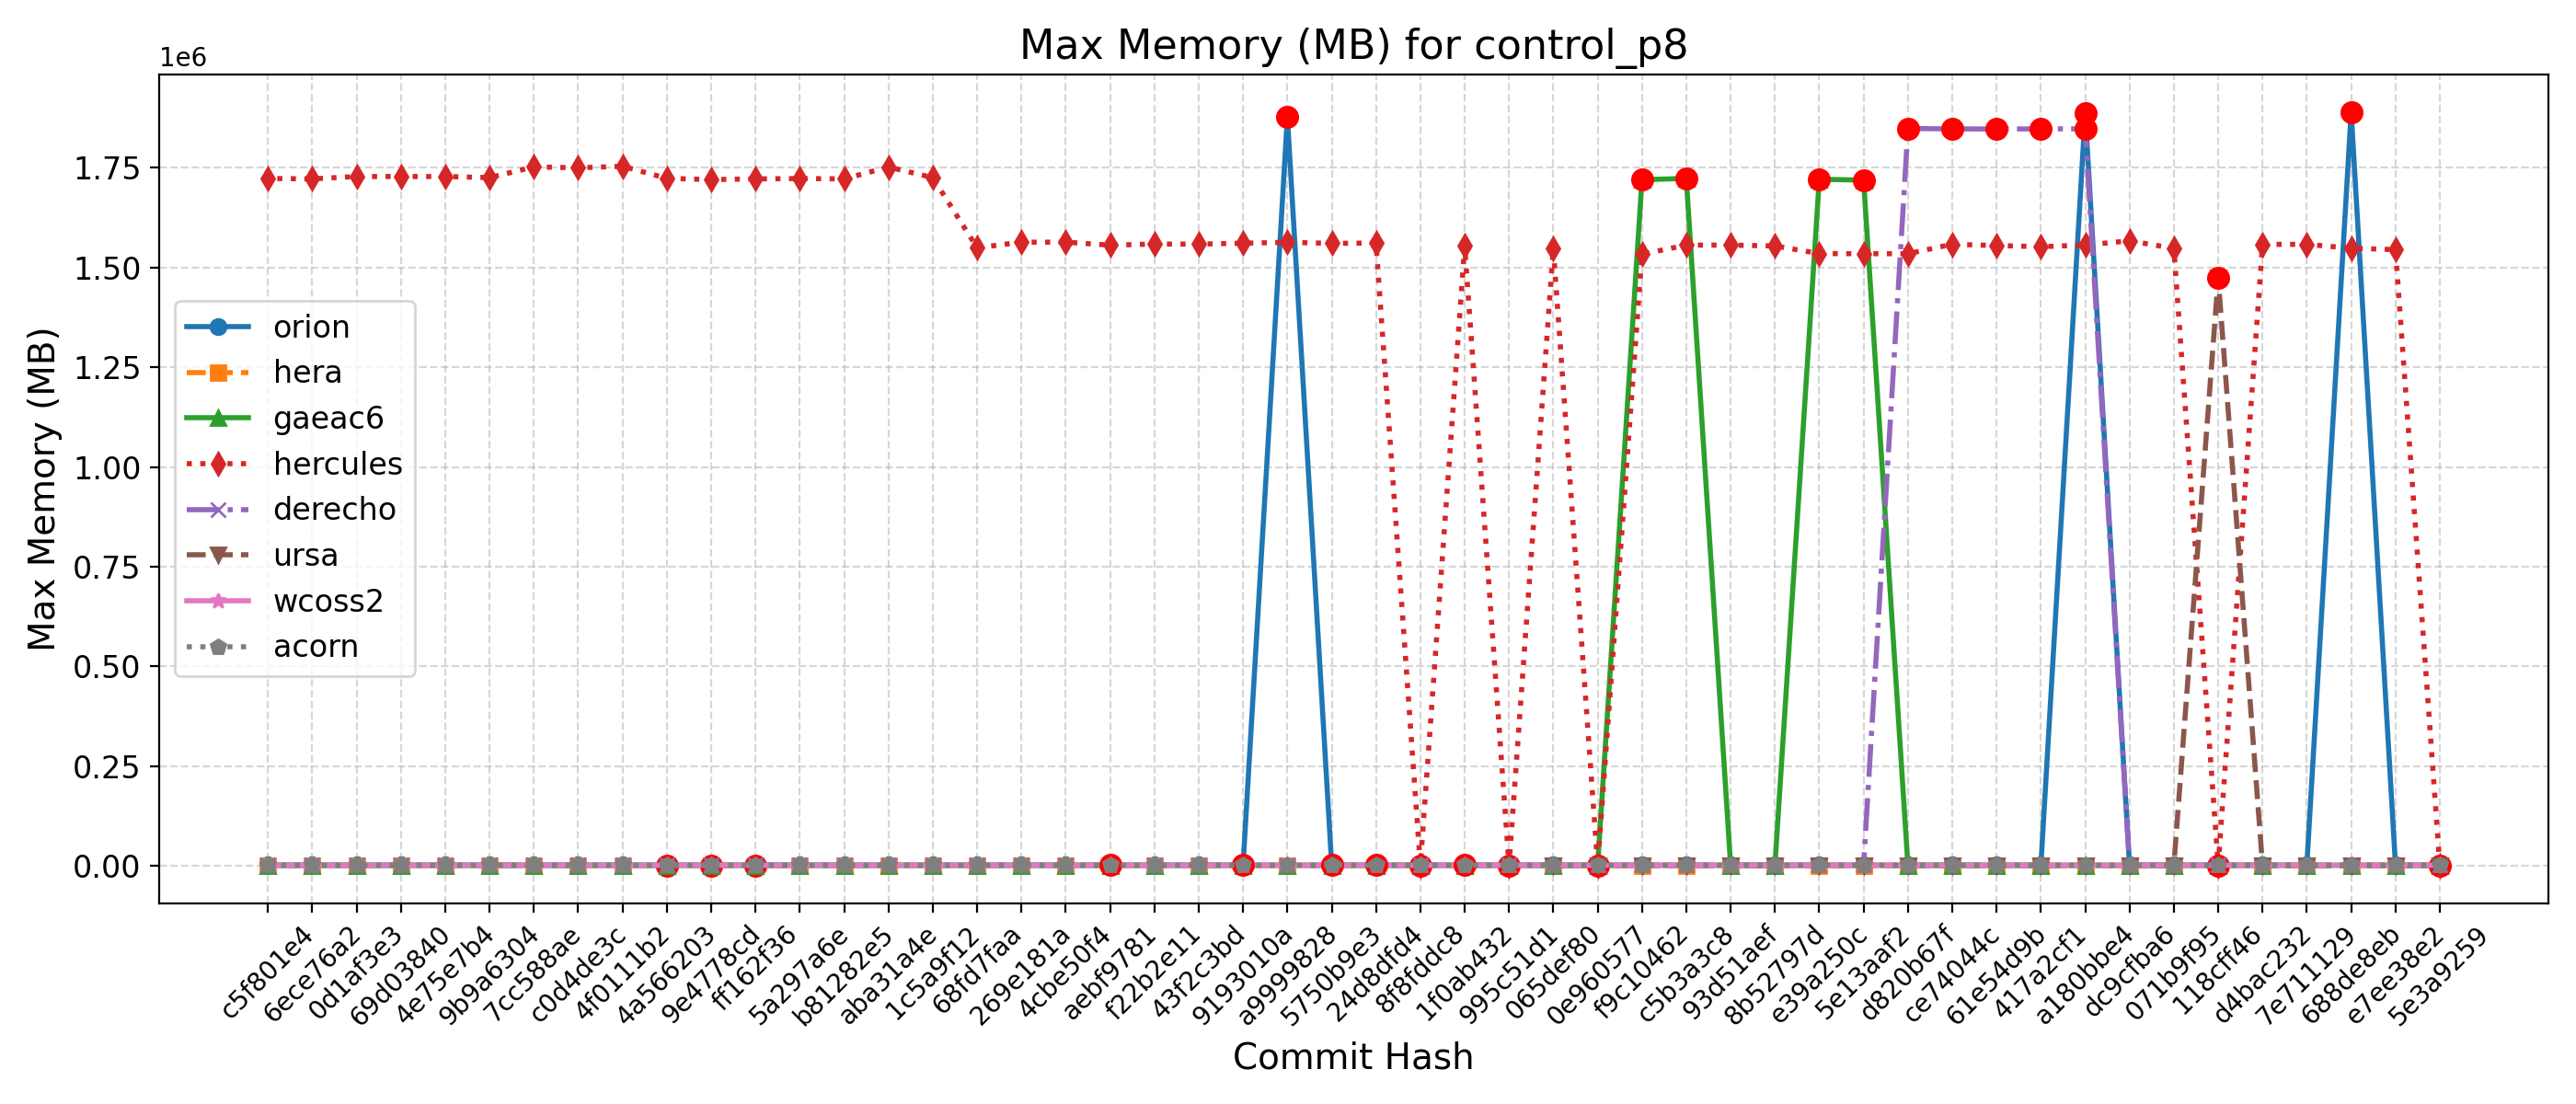 Max Memory (MB) for control_p8
1e6
Max Memory (MB)
1.75
1.50
1.25
1.00
0.75
0.50
0.25
0.00
orion
hera
gaeac6
hercules
derecho
ursa
wcoss2
acorn
c5f801e4
6ece76a2
0d1af3e3
69d03840
4e75e7b4
9b9a6304
7cc588ae
c0d4de3c
4f0111b2
4a566203
9e4778cd
ff162f36
5a297a6e
b81282e5
aba31a4e
1c5a9f12
68fd7faa
269e181a
4cbe50f4
aebf9781
f22b2e11
43f2c3bd
9193010a
a9999828
5750b9e3
24d8dfd4
8f8fddc8
1f0ab432
995c51d1
065def80
0e960577
f9c10462
c5b3a3c8
93d51aef
8b52797d
e39a250c
5e13aaf2
d820b67f
ce74044c
61e54d9b
417a2cf1
a180bbe4
dc9cfba6
071b9f95
118cff46
d4bac232
7e711129
688de8eb
e7ee38e2
5e3a9259
Commit Hash